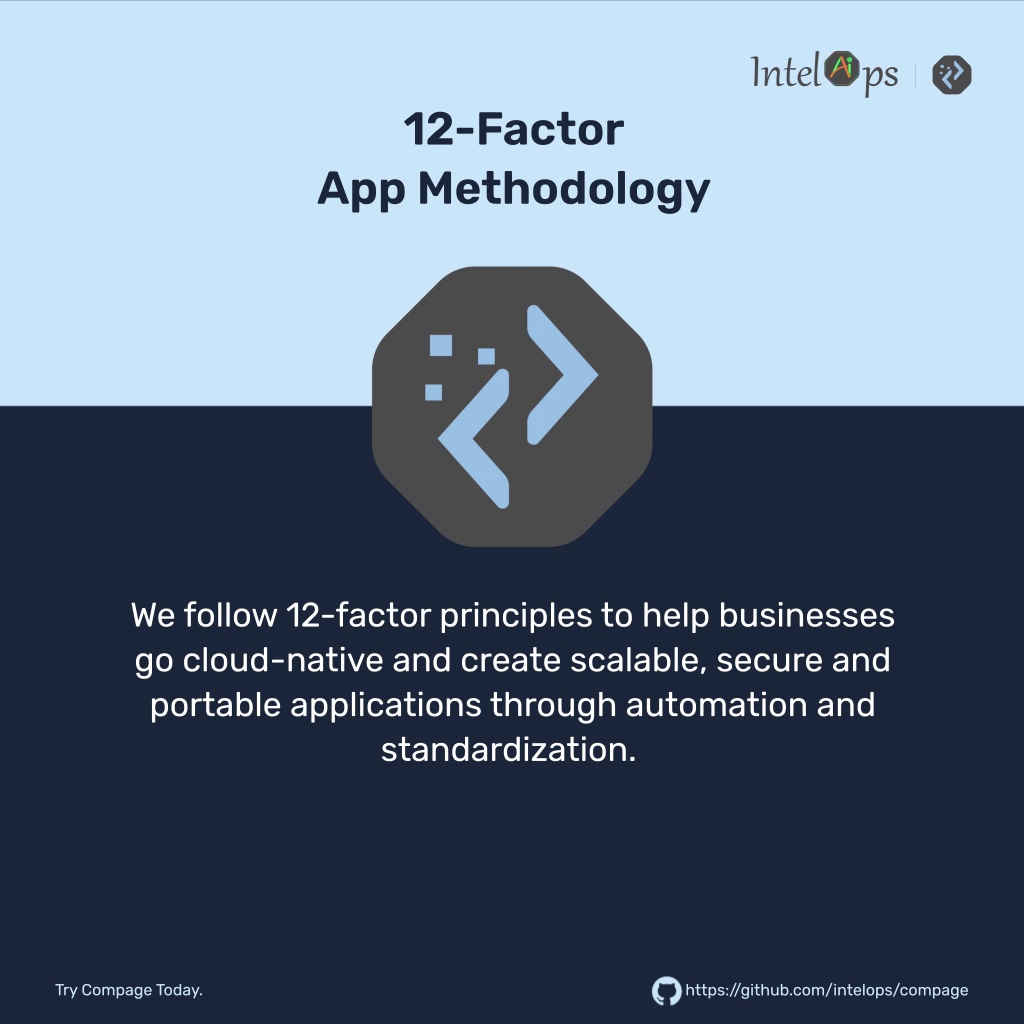 IntelAips
12-Factor
App Methodology
We follow 12-factor principles to help businesses
go cloud-native and create scalable, secure and
portable applications through automation and
standardization.
Try Compage Today.
https://github.com/intelops/compage